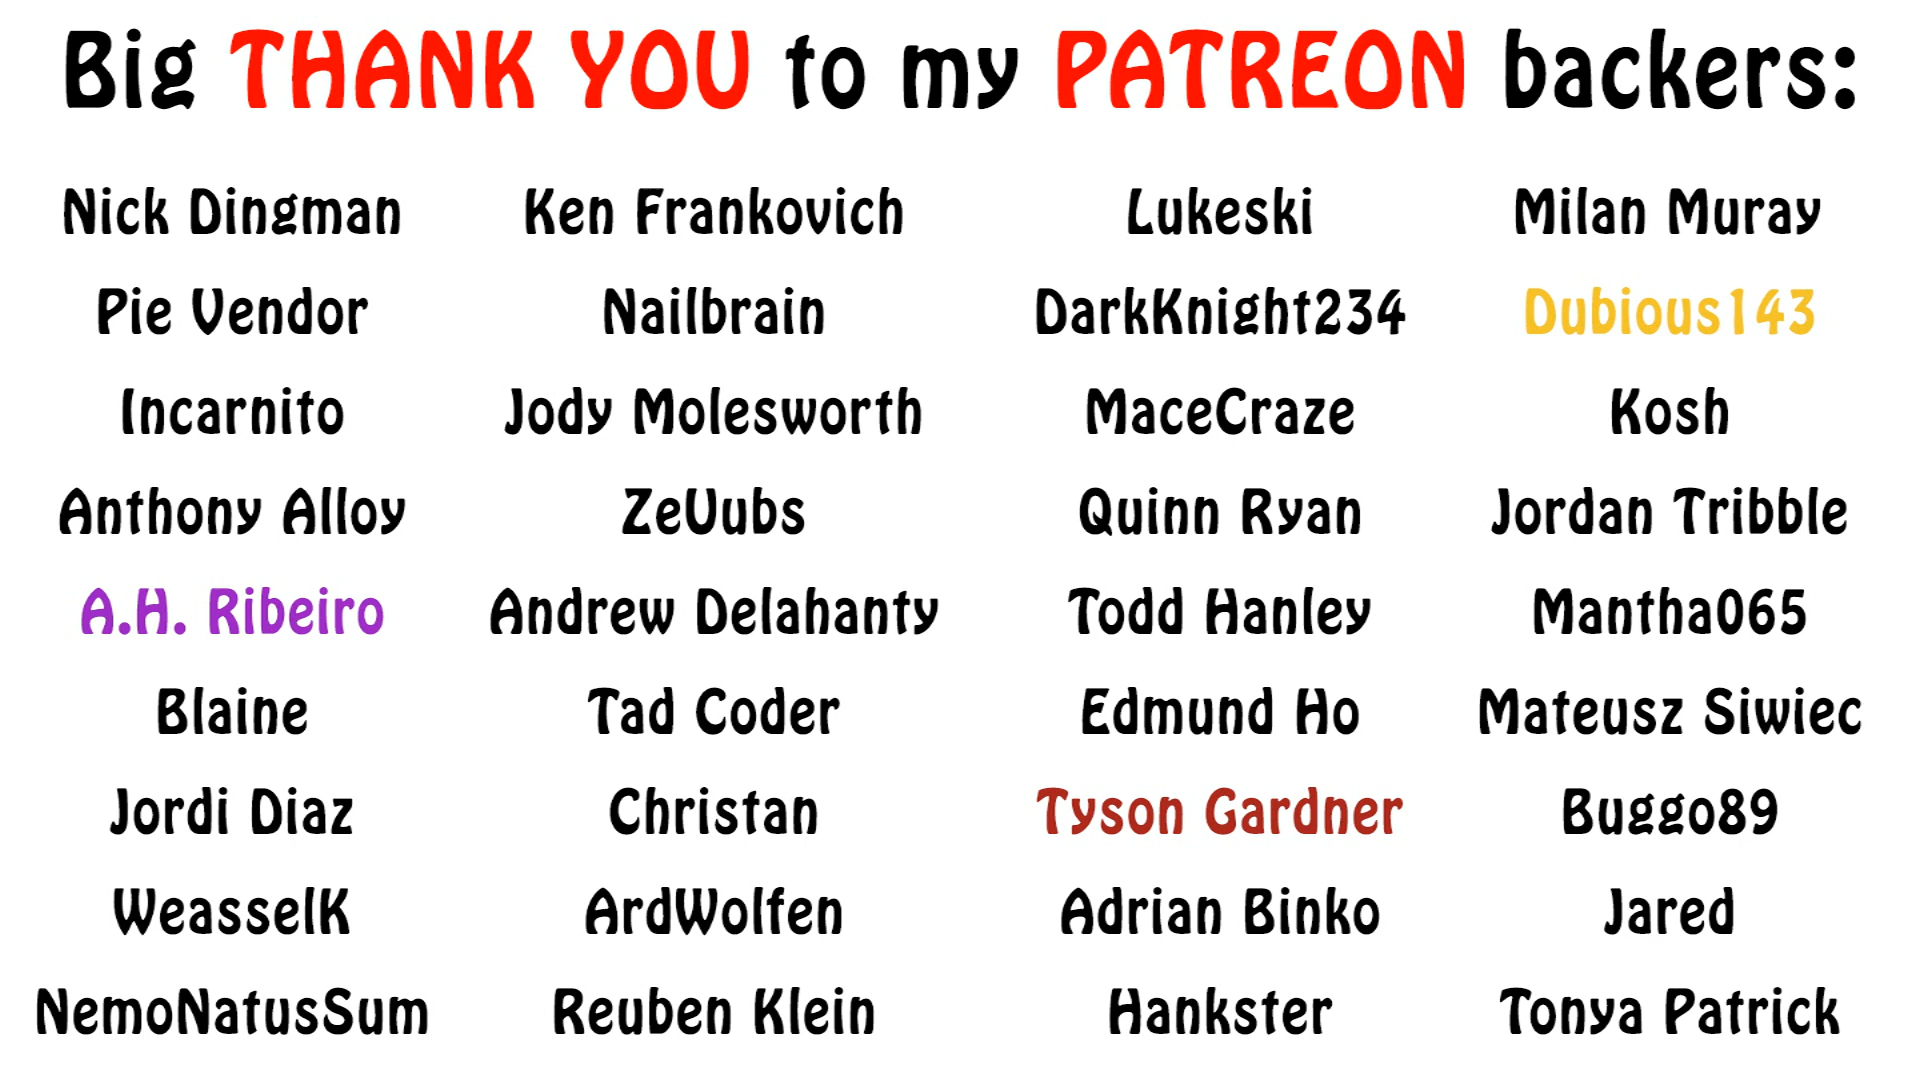 Big THANK YOU to my PATREON backers:
Nick Dingman Ken Frankovich Lukeski Milan Muray
Pie Vendor Nailbrain DarkKnight234 Dubious143
Incarnito Jody Molesworth MaceCraze Kosh
Anthony Alloy ZeUubs Quinn Ryan Jordan Tribble
A.H. Ribeiro Andrew Delahanty Todd Hanley Mantha065
Blaine Tad Coder Edmund Ho Mateusz Siwiec
Jordi Diaz Christan Tyson Gardner Buggo89
WeasselK ArdWolfen Adrian Binko Jared
NemoNatusSum Reuben Klein Hankster Tonya Patrick